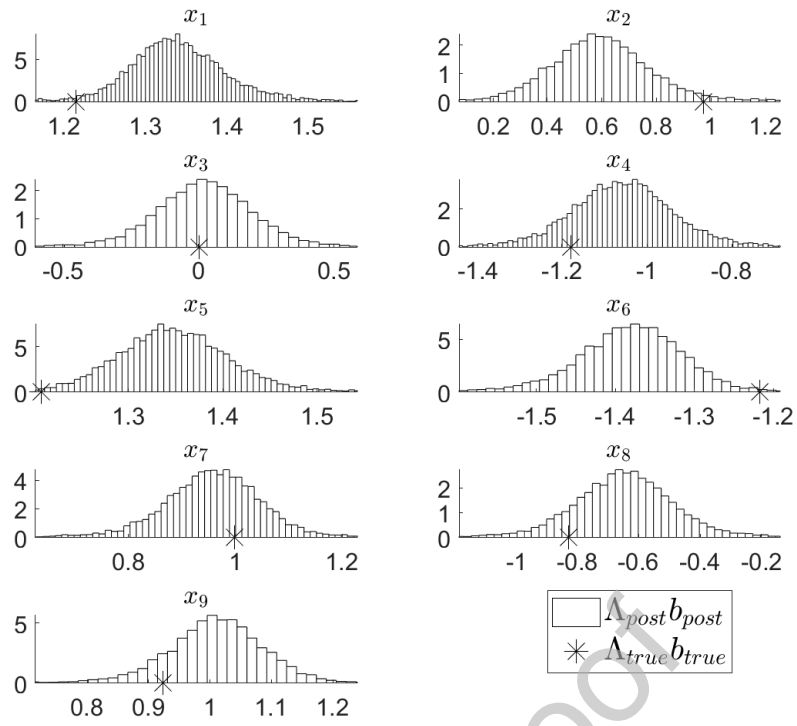 x₁
5
0
1.2 1.3 1.4 1.5
x₂
2
1
0
0.2 0.4 0.6 0.8 1 1.2
x₃
2
1
0
-0.5 0 0.5
x₄
2
0
-1.4 -1.2 -1 -0.8
x₅
5
0
1.3 1.4 1.5
x₆
5
0
-1.5 -1.4 -1.3 -1.2
x₇
4
2
0
0.8 1 1.2
x₈
2
1
0
-1 -0.8 -0.6 -0.4 -0.2
x₉
5
0
0.8 0.9 1 1.1 1.2
Λ_post b_post
Λ_true b_true
oof